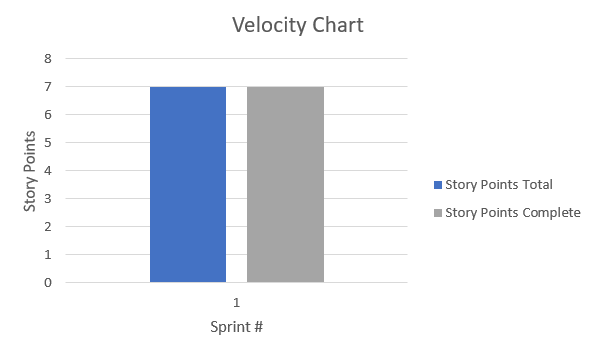 Velocity Chart
8
7
6
5
4
3
2
1
0
Story Points
1
Sprint #
Story Points Total
Story Points Complete